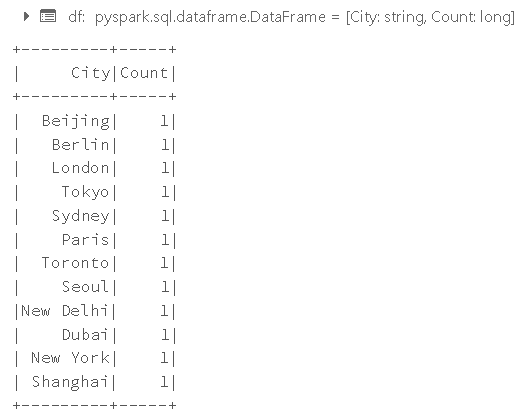 df: pyspark.sql.dataframe.DataFrame = [City: string, Count: long]
+---------+-----+
|     City|Count|
+---------+-----+
|  Beijing|    1|
|   Berlin|    1|
|   London|    1|
|    Tokyo|    1|
|   Sydney|    1|
|    Paris|    1|
|  Toronto|    1|
|    Seoul|    1|
|New Delhi|    1|
|    Dubai|    1|
| New York|    1|
| Shanghai|    1|
+---------+-----+